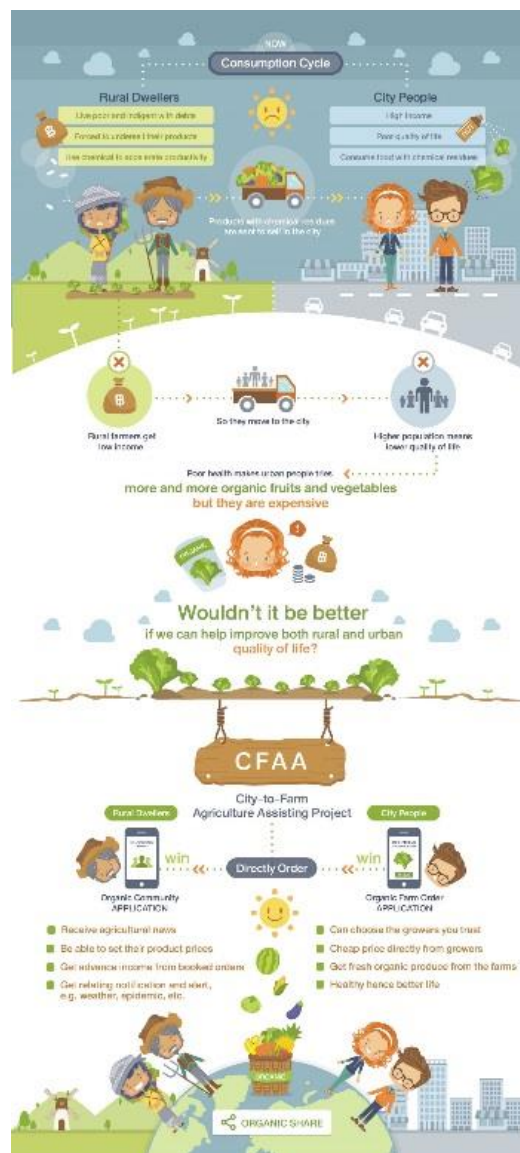 NOW
Consumption Cycle
Rural Dwellers
Live poor and indigent with debts
Forced to undersell their products
Use chemical to accelerate productivity
City People
High income
Poor quality of life
Consume food with chemical residues
Products with chemical residues
are sent to sell in the city
Rural farmers get
low income
So they move to the city
Higher population means
lower quality of life
Poor health makes urban people tries
more and more organic fruits and vegetables
but they are expensive
ORGANIC
Wouldn't it be better
if we can help improve both rural and urban
quality of life?
CFAA
City-to-Farm
Agriculture Assisting Project
Rural Dwellers
City People
win
Directly Order
win
Organic Community
APPLICATION
Organic Farm Order
APPLICATION
Receive agricultural news
Be able to set their product prices
Get advance income from booked orders
Get relating notification and alert,
e.g. weather, epidemic, etc.
Can choose the growers you trust
Cheap price directly from growers
Get fresh organic produce from the farms
Healthy hence better life
ORGANIC
ORGANIC SHARE